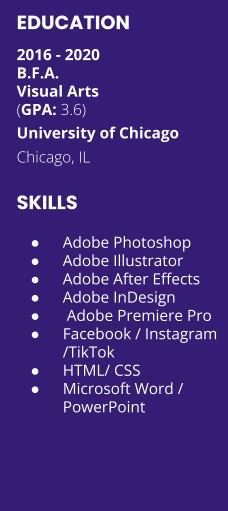 EDUCATION
2016 - 2020
B.F.A.
Visual Arts
(GPA: 3.6)
University of Chicago
Chicago, IL
SKILLS
● Adobe Photoshop
● Adobe Illustrator
● Adobe After Effects
● Adobe InDesign
● Adobe Premiere Pro
● Facebook / Instagram
/TikTok
● HTML/ CSS
● Microsoft Word /
PowerPoint